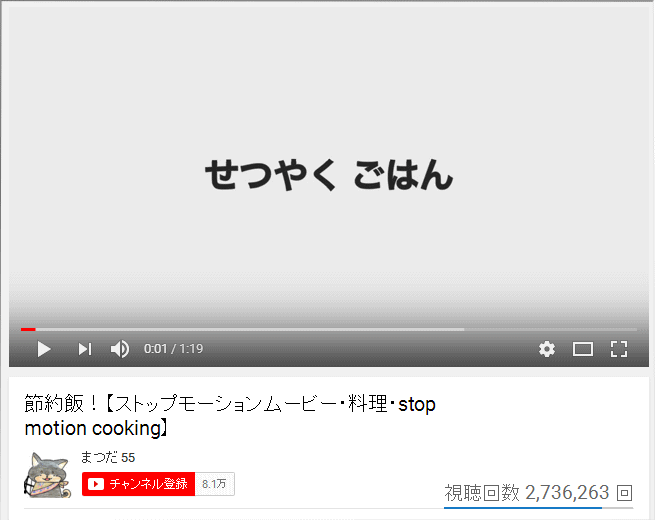 せつやく ごはん
0:01 / 1:19
節約飯！【ストップモーションムービー・料理・stop
motion cooking】
まつだ 55
チャンネル登録 8.1万
視聴回数 2,736,263 回